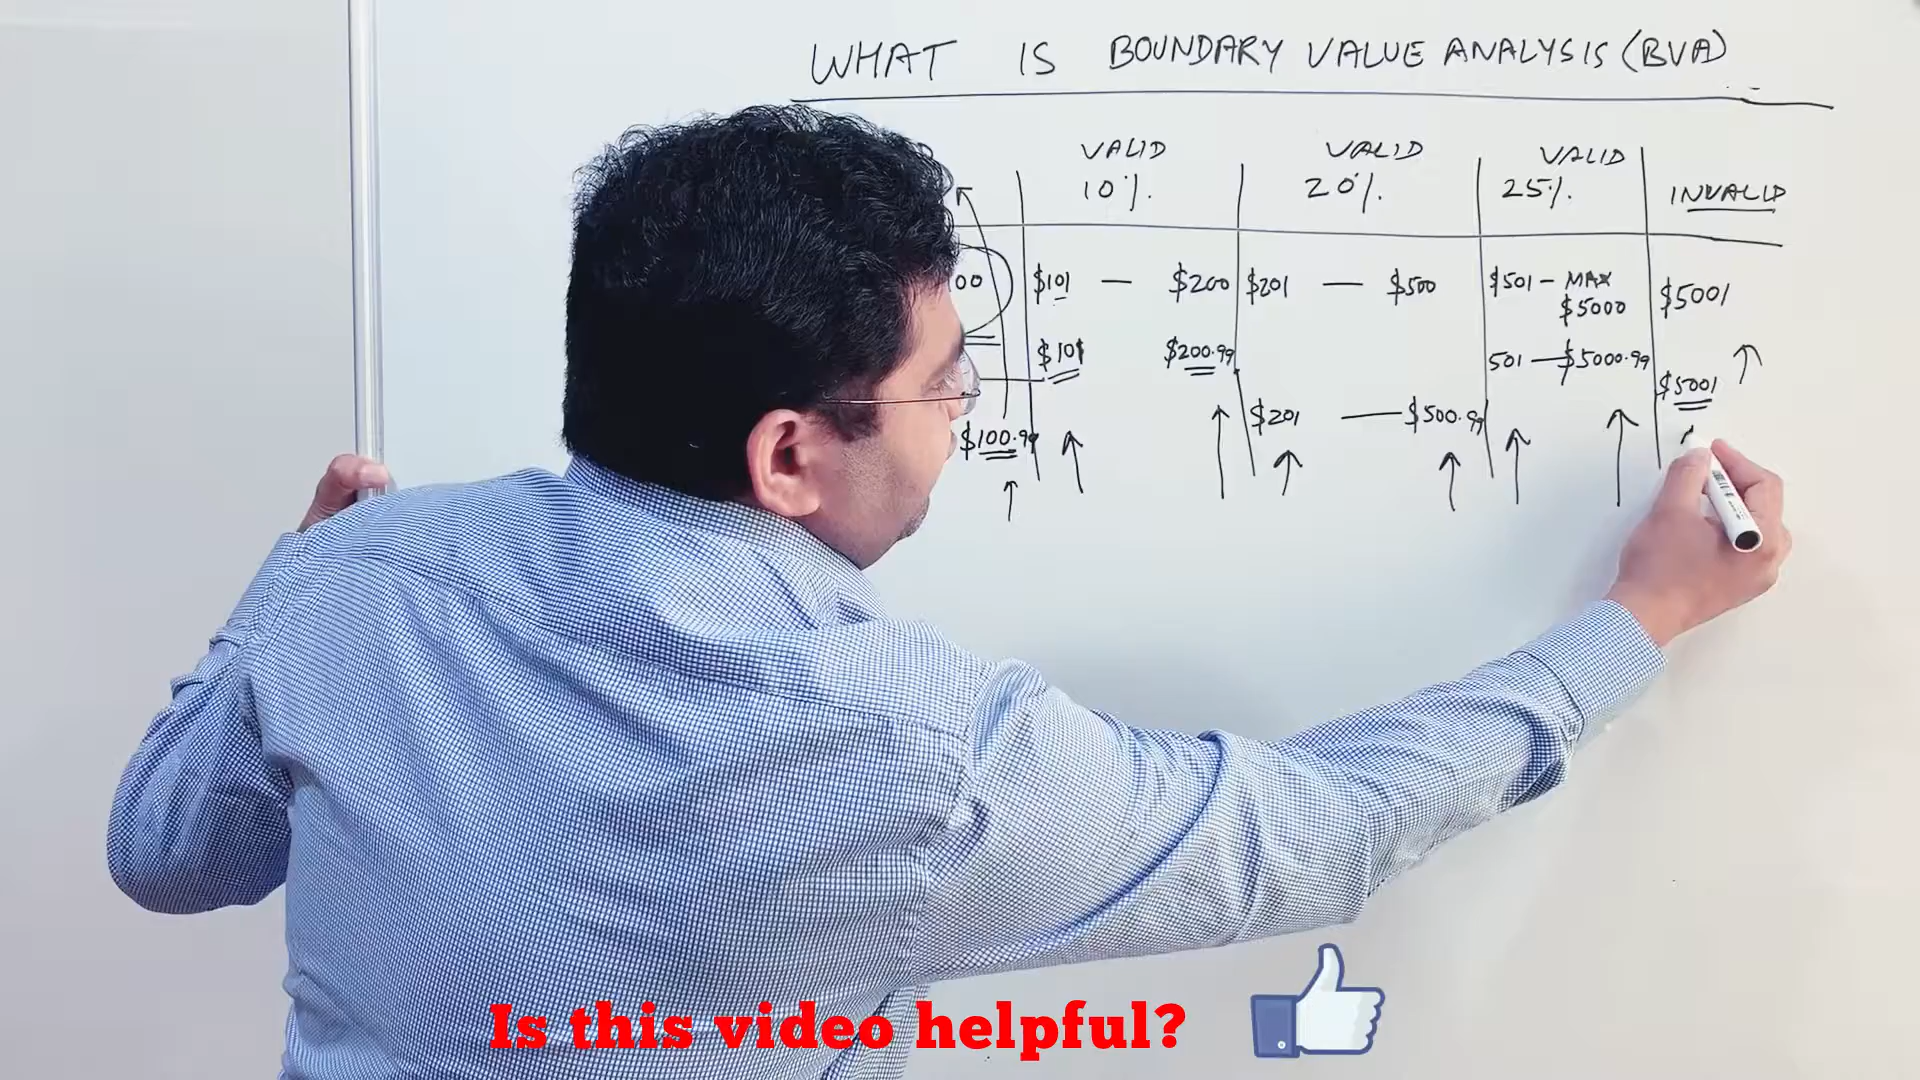 WHAT IS BOUNDARY VALUE ANALYSIS (BVA)
VALID VALID VALID
10% 20% 25% INVALID
00 $101 — $200 $201 — $500 $501 - MAX $5001
$5000
$101 $200.99 501 — $5000.99
$5001
$201 — $500.99
$100.99
Is this video helpful?